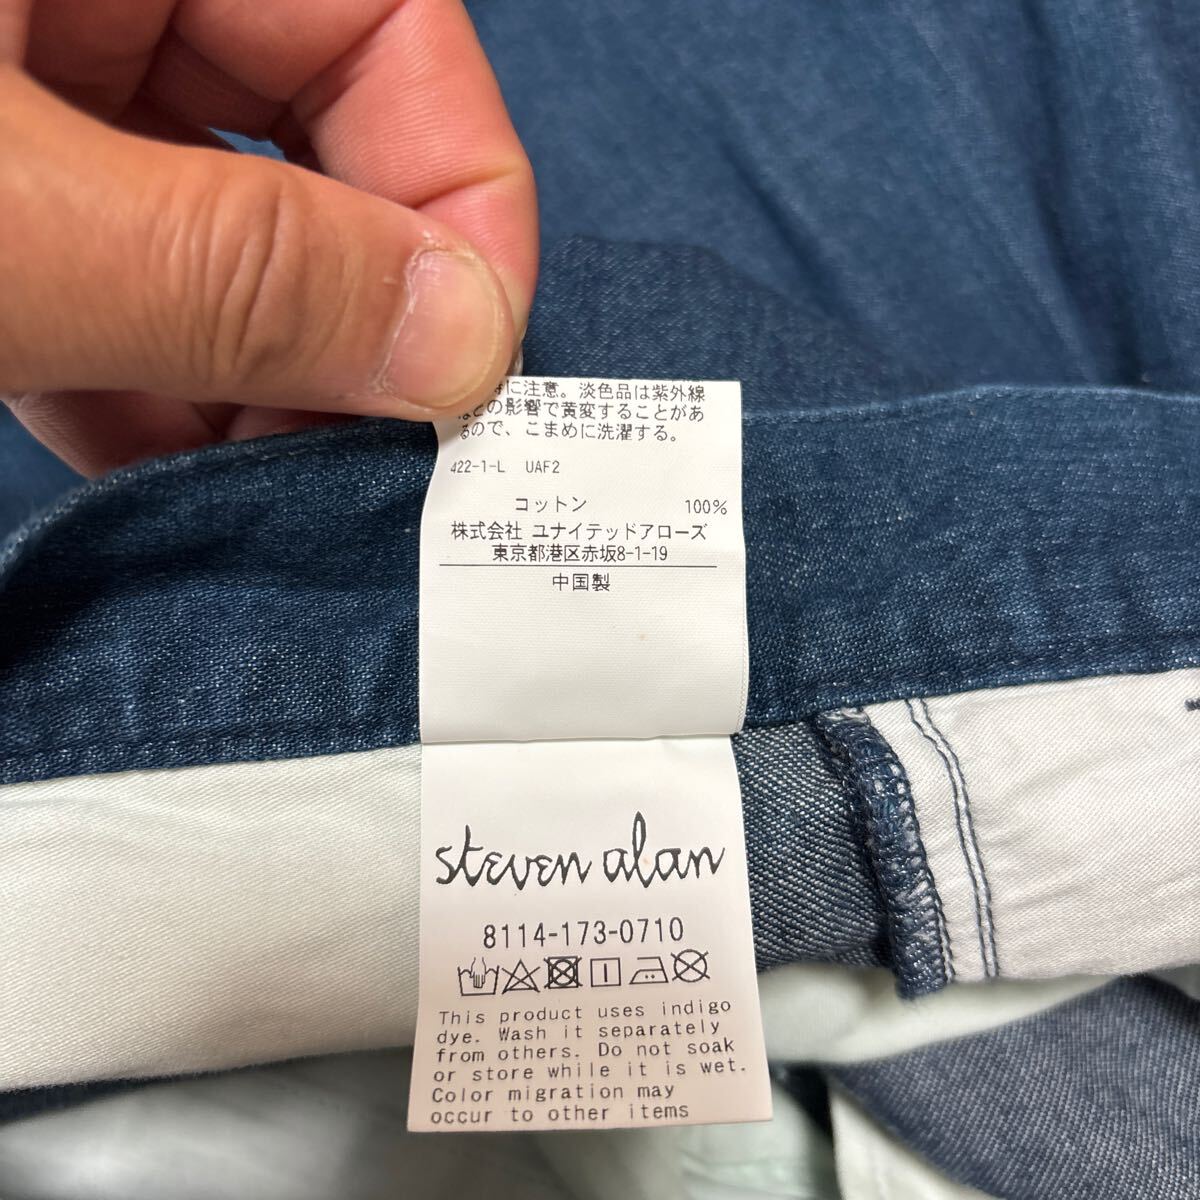 に注意。淡色品は紫外線
などの影響で黄変することがあ
るので、こまめに洗濯する。
422-1-L UAF2
コットン 100%
株式会社 ユナイテッドアローズ
東京都港区赤坂8-1-19
中国製
steven alan
8114-173-0710
This product uses indigo
dye. Wash it separately
from others. Do not soak
or store while it is wet.
Color migration may
occur to other items